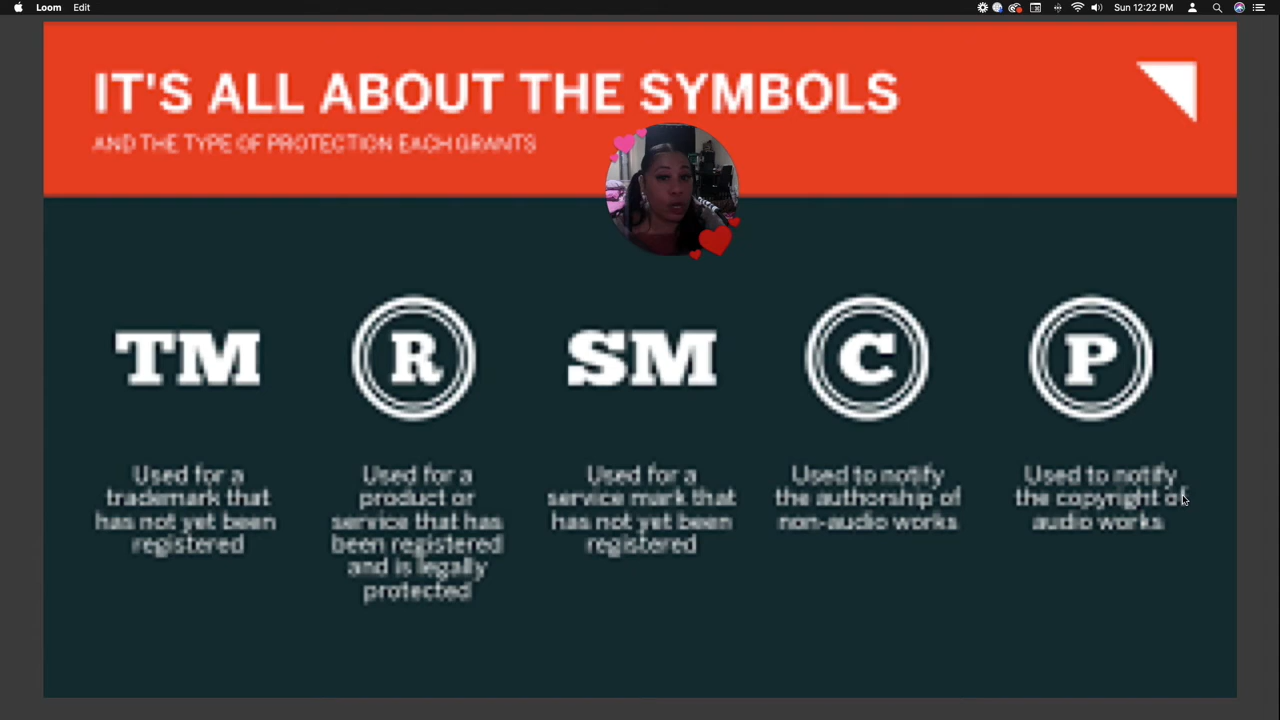 Loom Edit Sun 12:22 PM
IT'S ALL ABOUT THE SYMBOLS
AND THE TYPE OF PROTECTION EACH GRANTS
TM
R
SM
C
P
Used for a
trademark that
has not yet been
registered
Used for a
product or
service that has
been registered
and is legally
protected
Used for a
service mark that
has not yet been
registered
Used to notify
the authorship of
non-audio works
Used to notify
the copyright of
audio works